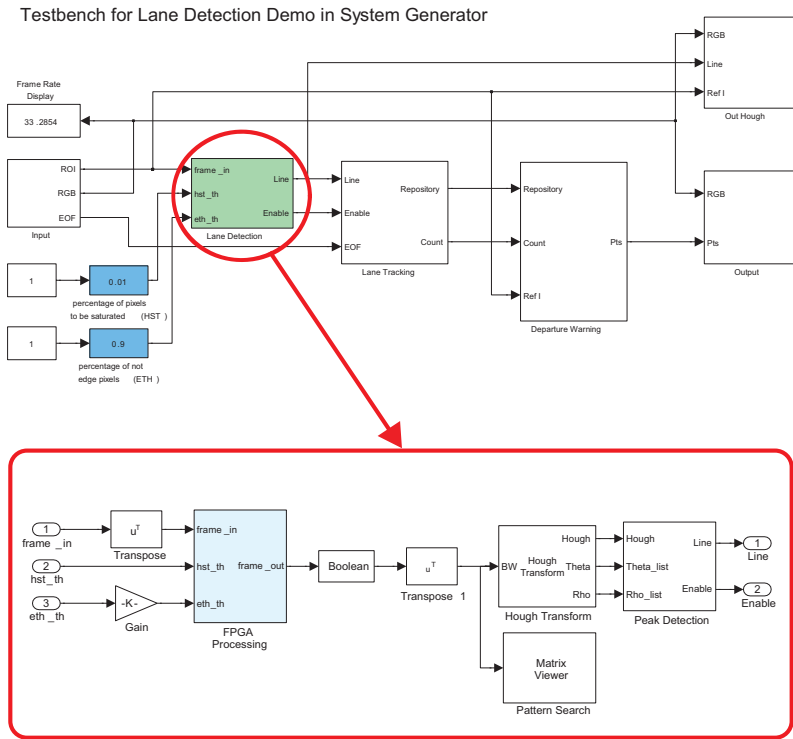 Testbench for Lane Detection Demo in System Generator
Frame Rate
Display
33 .2854
ROI
RGB
EOF
Input
frame _in
hst_th
eth_th
Line
Enable
Lane Detection
Line
Enable
EOF
Repository
Count
Lane Tracking
Repository
Count
Ref I
Pts
Departure Warning
RGB
Line
Ref I
Out Hough
RGB
Pts
Output
1
0.01
percentage of pixels
to be saturated (HST )
1
0.9
percentage of not
edge pixels (ETH )
1
frame _in
2
hst_th
3
eth _th
u^T
Transpose
-K-
Gain
frame _in
hst_th
eth_th
frame _out
FPGA
Processing
Boolean
u^T
Transpose 1
BW
Hough
Transform
Hough
Theta
Rho
Hough Transform
Hough
Theta_list
Rho_list
Line
Enable
Peak Detection
1
Line
2
Enable
Matrix
Viewer
Pattern Search